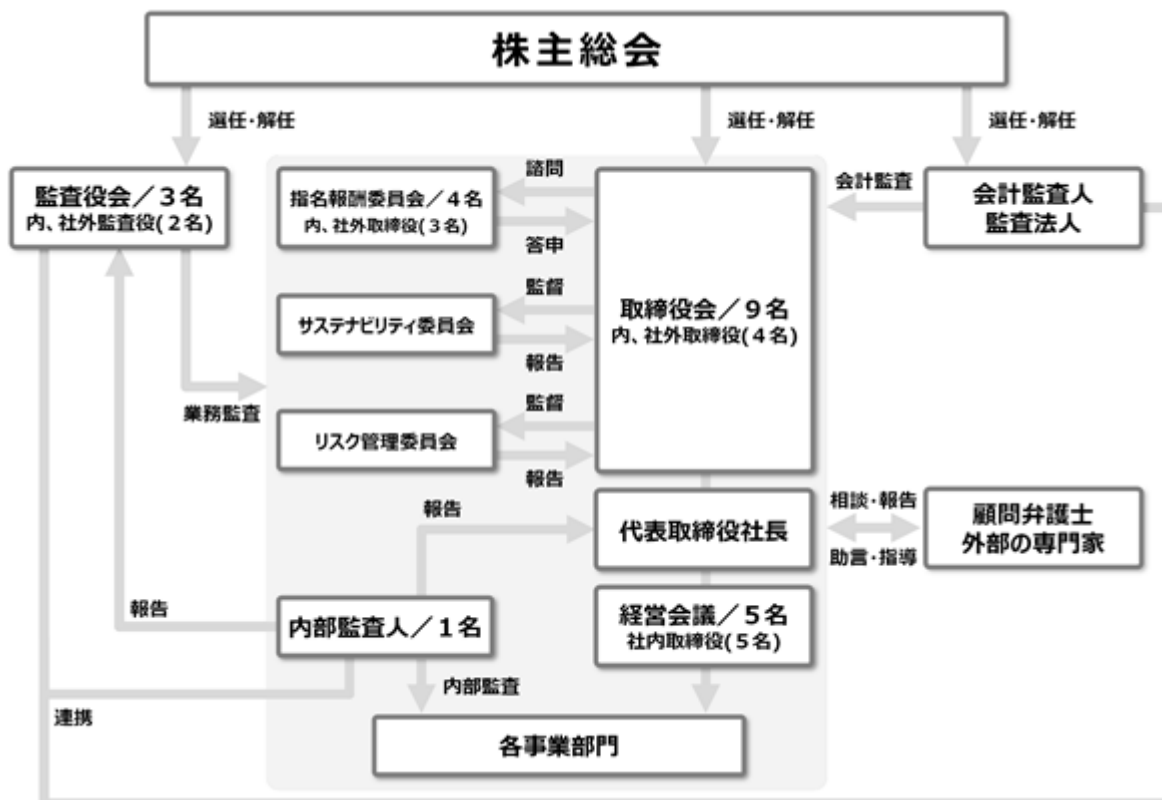 株主総会
選任・解任
選任・解任
選任・解任
監査役会／３名
内、社外監査役(２名)
指名報酬委員会／４名
内、社外取締役(３名)
諮問
答申
会計監査
会計監査人
監査法人
取締役会／９名
内、社外取締役(４名)
サステナビリティ委員会
監督
報告
業務監査
リスク管理委員会
監督
報告
報告
代表取締役社長
相談・報告
助言・指導
顧問弁護士
外部の専門家
報告
内部監査人／１名
経営会議／５名
社内取締役(５名)
内部監査
連携
各事業部門